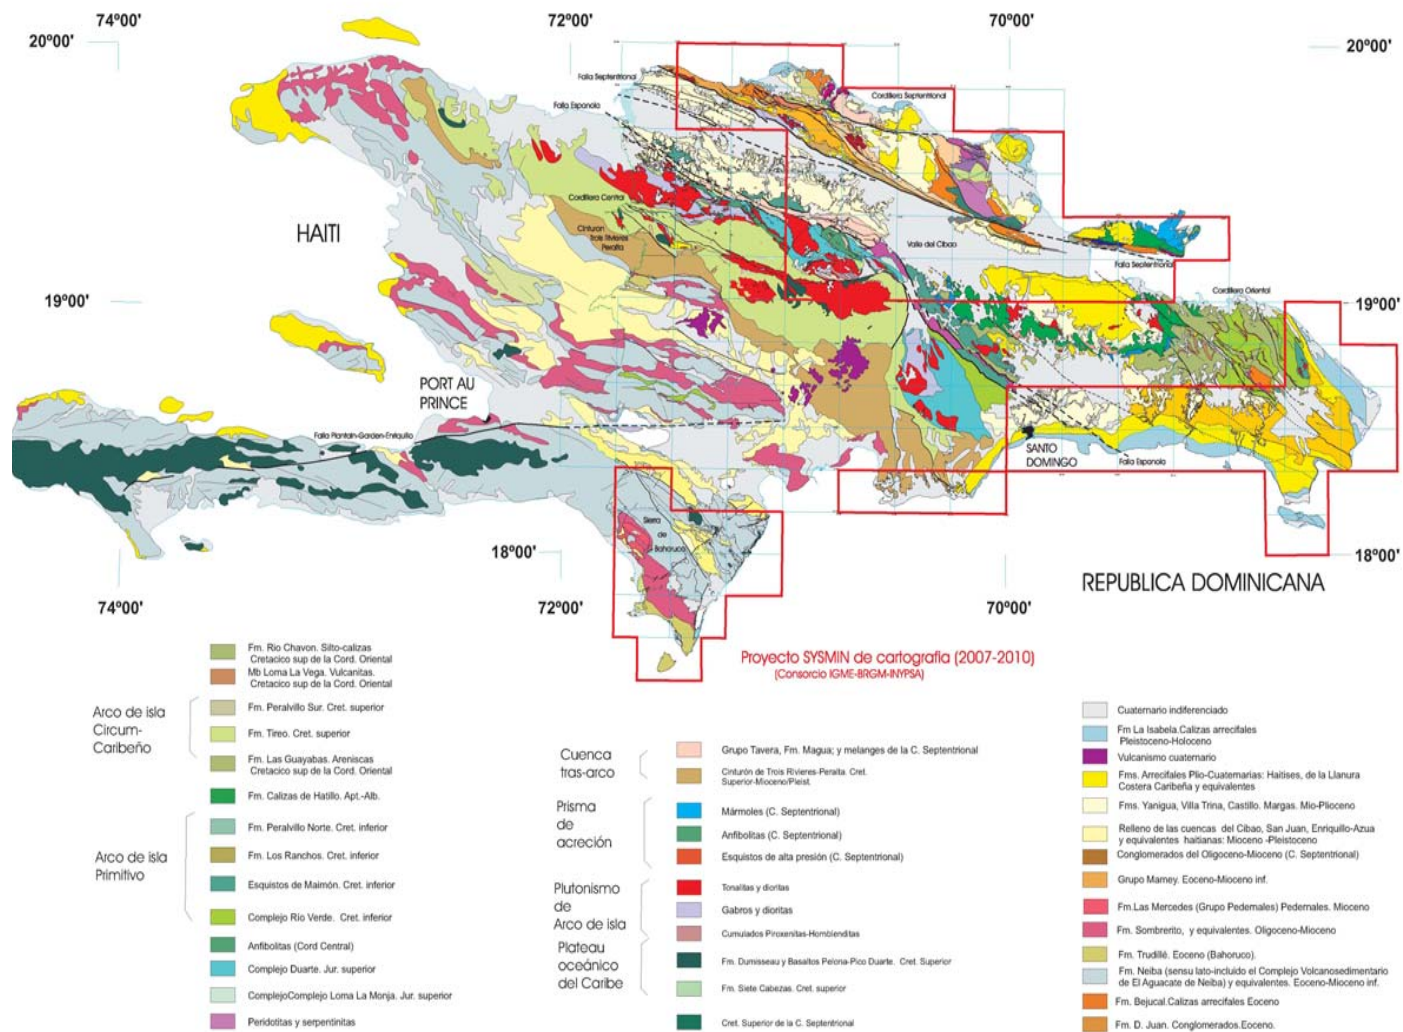 74º00'
72º00'
70º00'
20º00'
20º00'
Falla Septentrional
Cordillera Septentrional
Falla Espanola
Cordillera Central
HAITI
Cinturon
Trois Rivieres
Peralta
Valle del Cibao
Falla Septentrional
Cordillera Oriental
19º00'
19º00'
PORT AU
PRINCE
Falla Plantain-Garden-Enriquillo
SANTO
DOMINGO
Falla Espanola
Sierra
de
Bahoruco
18º00'
18º00'
REPUBLICA DOMINICANA
74º00'
72º00'
70º00'
Proyecto SYSMIN de cartografia (2007-2010)
(Consorcio IGME-BRGM-INYPSA)
Fm. Rio Chavon. Silto-calizas
Cretacico sup de la Cord. Oriental
Mb Loma La Vega. Vulcanitas.
Cretacico sup de la Cord. Oriental
Arco de isla
Circum-
Caribeño
Fm. Peralvillo Sur. Cret. superior
Fm. Tireo. Cret. superior
Fm. Las Guayabas. Areniscas
Cretacico sup de la Cord. Oriental
Fm. Calizas de Hatillo. Apt.-Alb.
Arco de isla
Primitivo
Fm. Peralvillo Norte. Cret. inferior
Fm. Los Ranchos. Cret. inferior
Esquistos de Maimón. Cret. inferior
Complejo Río Verde. Cret. inferior
Anfibolitas (Cord Central)
Complejo Duarte. Jur. superior
ComplejoComplejo Loma La Monja. Jur. superior
Peridotitas y serpentinitas
Cuenca
tras-arco
Grupo Tavera, Fm. Magua; y melanges de la C. Septentrional
Cinturón de Trois Rivieres-Peralta. Cret.
Superior-Mioceno/Pleist.
Prisma
de
acreción
Mármoles (C. Septentrional)
Anfibolitas (C. Septentrional)
Esquistos de alta presión (C. Septentrional)
Plutonismo
de
Arco de isla
Tonalitas y dioritas
Gabros y dioritas
Cumulados Piroxenitas-Hornblenditas
Plateau
oceánico
del Caribe
Fm. Dumisseau y Basaltos Pelona-Pico Duarte. Cret. Superior
Fm. Siete Cabezas. Cret. superior
Cret. Superior de la C. Septentrional
Cuaternario indiferenciado
Fm La Isabela.Calizas arrecifales
Pleistoceno-Holoceno
Vulcanismo cuaternario
Fms. Arrecifales Plio-Cuaternarias: Haitises, de la Llanura
Costera Caribeña y equivalentes
Fms. Yanigua, Villa Trina, Castillo. Margas. Mio-Plioceno
Relleno de las cuencas del Cibao, San Juan, Enriquillo-Azua
y equivalentes haitianas: Mioceno -Pleistoceno
Conglomerados del Oligoceno-Mioceno (C. Septentrional)
Grupo Mamey. Eoceno-Mioceno inf.
Fm.Las Mercedes (Grupo Pedernales) Pedernales. Mioceno
Fm. Sombrerito, y equivalentes. Oligoceno-Mioceno
Fm. Trudillé. Eoceno (Bahoruco).
Fm. Neiba (sensu lato-incluido el Complejo Volcanosedimentario
de El Aguacate de Neiba) y equivalentes. Eoceno-Mioceno inf.
Fm. Bejucal.Calizas arrecifales Eoceno
Fm. D. Juan. Conglomerados.Eoceno.